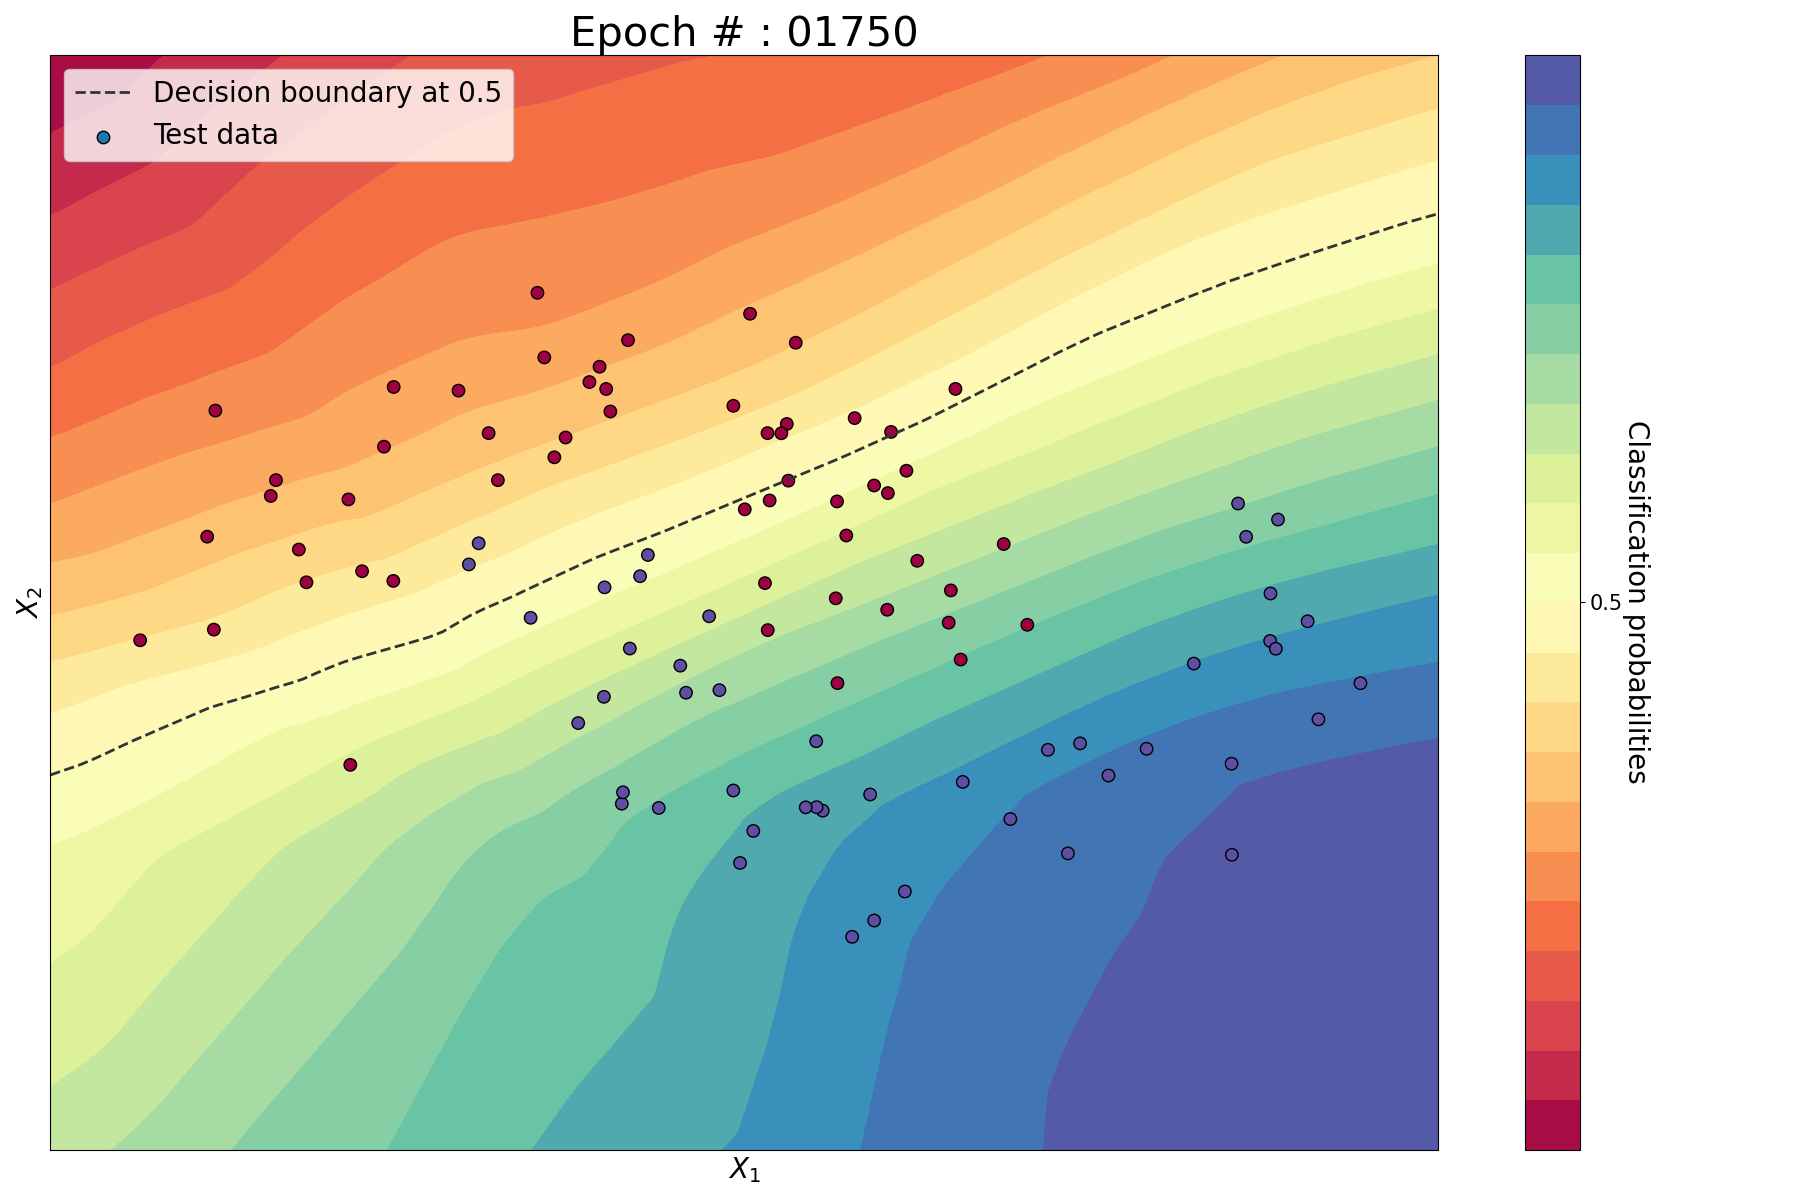 Epoch # : 01750
Decision boundary at 0.5
Test data
X₂
X₁
0.5
Classification probabilities